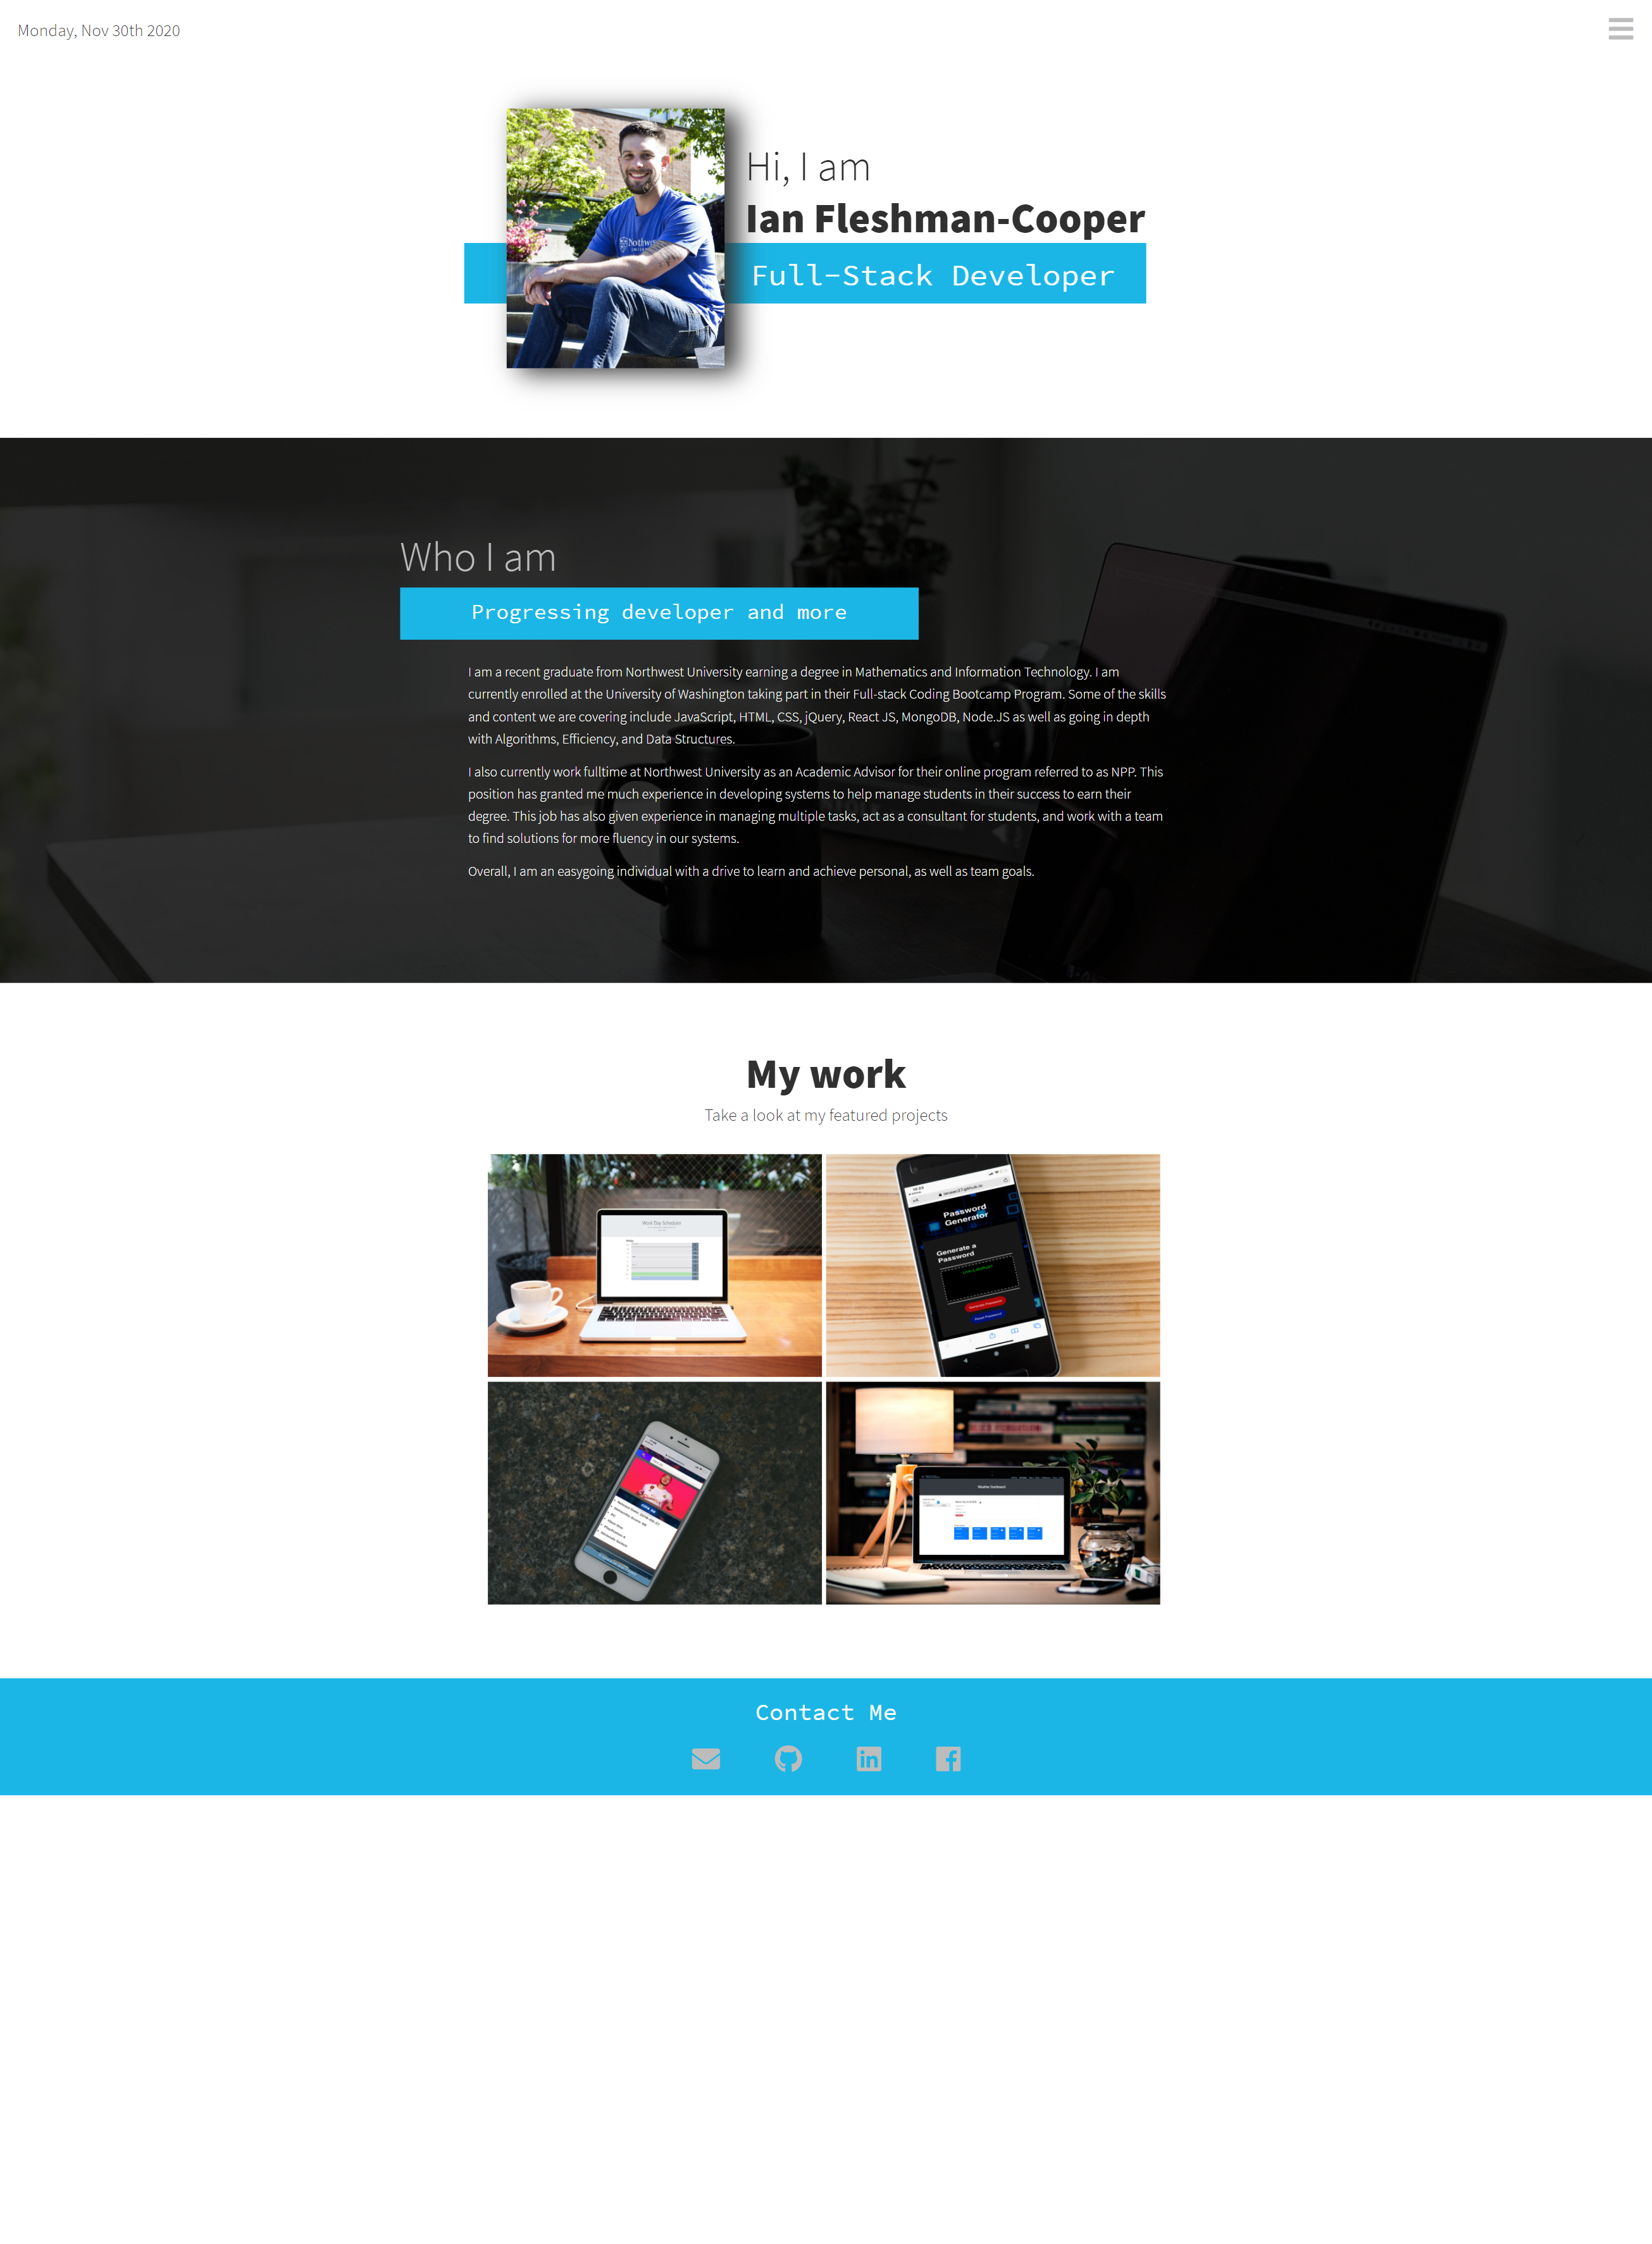 Monday, Nov 30th 2020
Hi, I am
Ian Fleshman-Cooper
Full-Stack Developer
Who I am
Progressing developer and more
I am a recent graduate from Northwest University earning a degree in Mathematics and Information Technology. I am
currently enrolled at the University of Washington taking part in their Full-stack Coding Bootcamp Program. Some of the skills
and content we are covering include JavaScript, HTML, CSS, jQuery, React JS, MongoDB, Node.JS as well as going in depth
with Algorithms, Efficiency, and Data Structures.
I also currently work fulltime at Northwest University as an Academic Advisor for their online program referred to as NPP. This
position has granted me much experience in developing systems to help manage students in their success to earn their
degree. This job has also given experience in managing multiple tasks, act as a consultant for students, and work with a team
to find solutions for more fluency in our systems.
Overall, I am an easygoing individual with a drive to learn and achieve personal, as well as team goals.
My work
Take a look at my featured projects
Work Day Scheduler
Password
Generator
Generate a
Password
Generate Password
Weather Dashboard
Contact Me